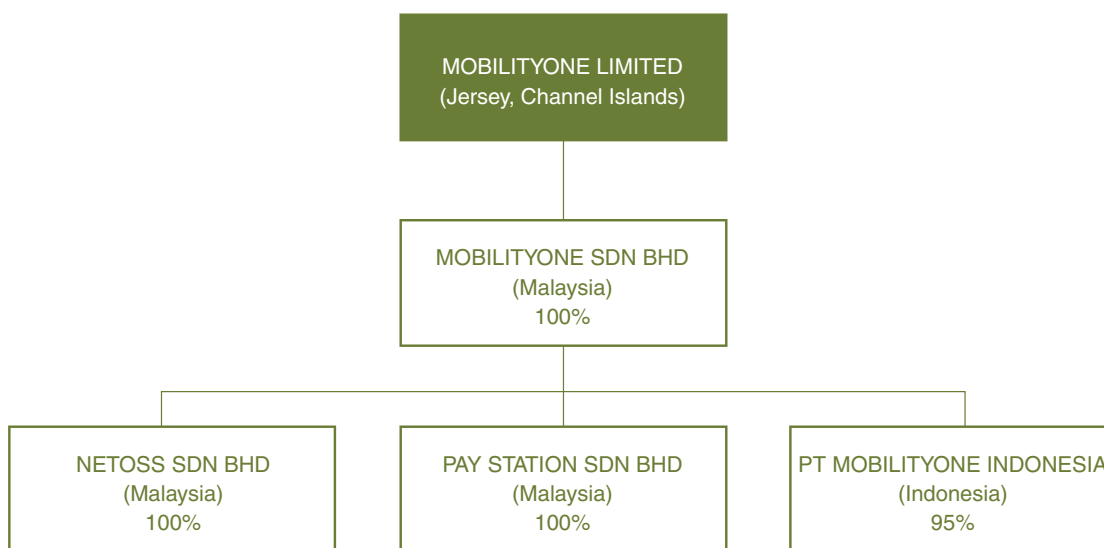 MOBILITYONE LIMITED
(Jersey, Channel Islands)
MOBILITYONE SDN BHD
(Malaysia)
100%
NETOSS SDN BHD
(Malaysia)
100%
PAY STATION SDN BHD
(Malaysia)
100%
PT MOBILITYONE INDONESIA
(Indonesia)
95%